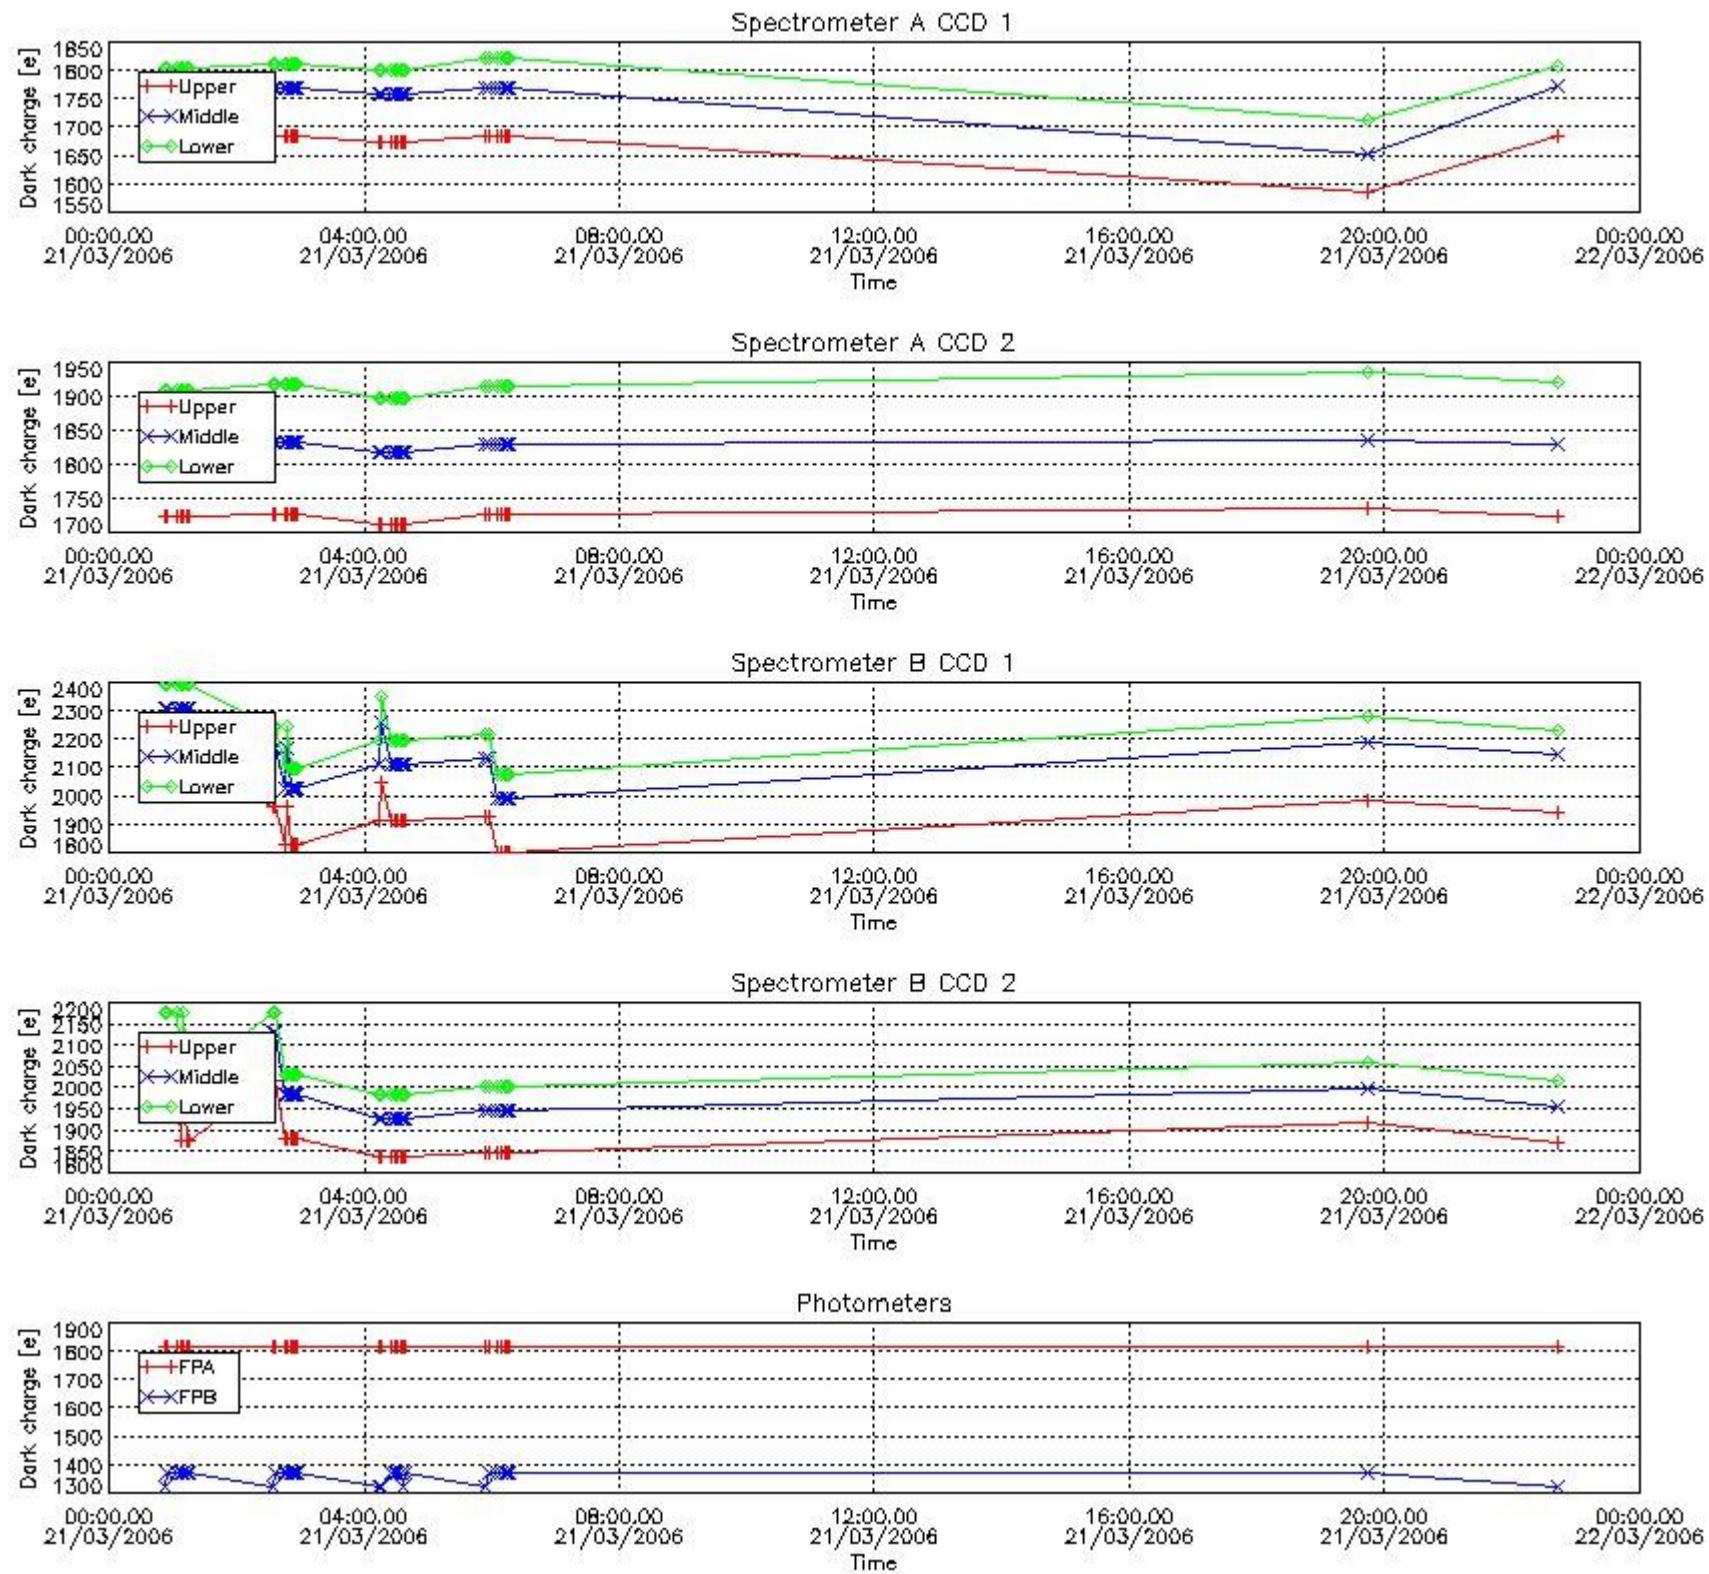 Spectrometer A CCD 1
Dark charge [e]
1850
1800
1750
1700
1650
1600
1550
Upper
Middle
Lower
00:00.00 04:00.00 08:00.00 12:00.00 16:00.00 20:00.00 00:00.00
21/03/2006 21/03/2006 21/03/2006 21/03/2006 21/03/2006 21/03/2006 22/03/2006
Time
Spectrometer A CCD 2
Dark charge [e]
1950
1900
1850
1800
1750
1700
Upper
Middle
Lower
00:00.00 04:00.00 08:00.00 12:00.00 16:00.00 20:00.00 00:00.00
21/03/2006 21/03/2006 21/03/2006 21/03/2006 21/03/2006 21/03/2006 22/03/2006
Time
Spectrometer B CCD 1
Dark charge [e]
2400
2300
2200
2100
2000
1900
1800
Upper
Middle
Lower
00:00.00 04:00.00 08:00.00 12:00.00 16:00.00 20:00.00 00:00.00
21/03/2006 21/03/2006 21/03/2006 21/03/2006 21/03/2006 21/03/2006 22/03/2006
Time
Spectrometer B CCD 2
Dark charge [e]
2200
2150
2100
2050
2000
1950
1900
1850
1800
Upper
Middle
Lower
00:00.00 04:00.00 08:00.00 12:00.00 16:00.00 20:00.00 00:00.00
21/03/2006 21/03/2006 21/03/2006 21/03/2006 21/03/2006 21/03/2006 22/03/2006
Time
Photometers
Dark charge [e]
1900
1800
1700
1600
1500
1400
1300
FPA
FPB
00:00.00 04:00.00 08:00.00 12:00.00 16:00.00 20:00.00 00:00.00
21/03/2006 21/03/2006 21/03/2006 21/03/2006 21/03/2006 21/03/2006 22/03/2006
Time